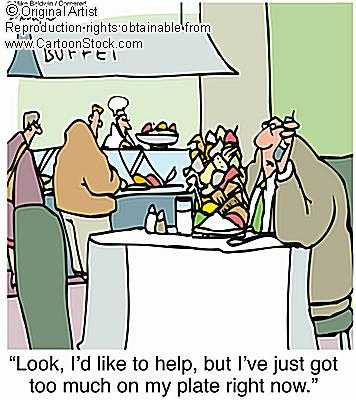 © Original Artist
Reproduction rights obtainable from
www.CartoonStock.com
BUFFET
“Look, I’d like to help, but I’ve just got
too much on my plate right now.”